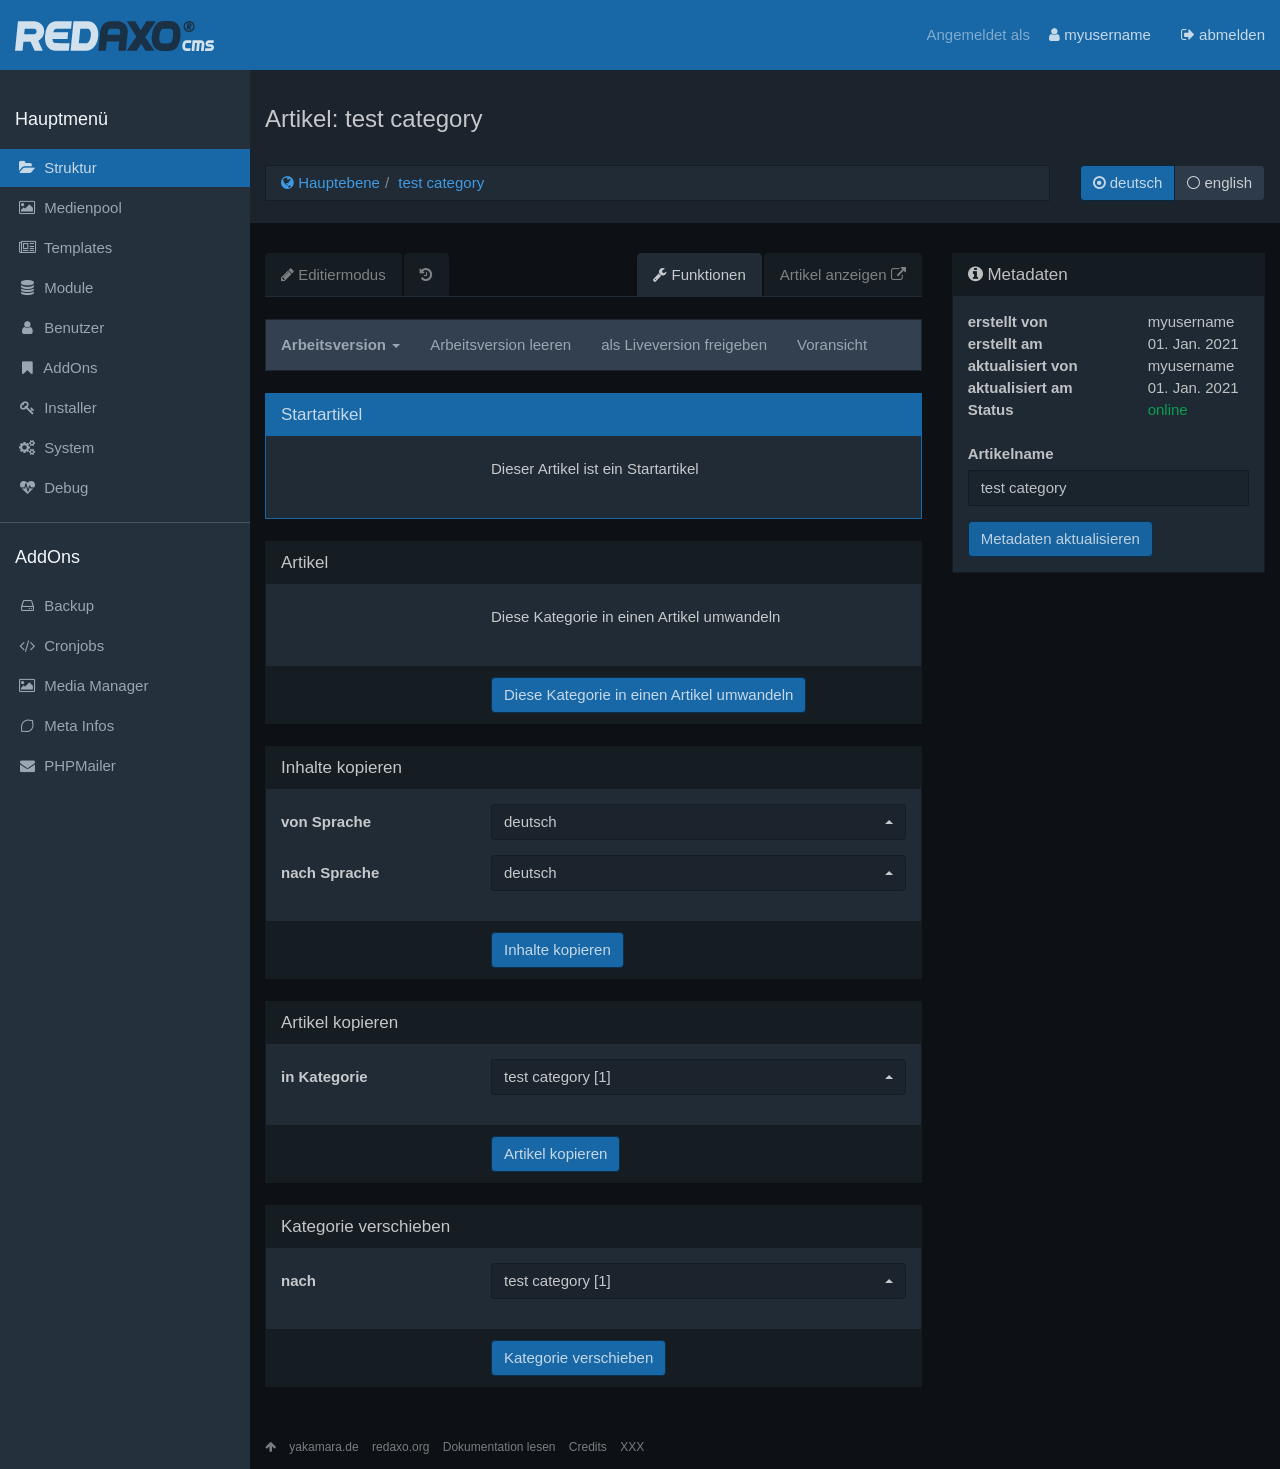 REDAXO® cms
Angemeldet als myusername abmelden
Hauptmenü
Struktur
Medienpool
Templates
Module
Benutzer
AddOns
Installer
System
Debug
AddOns
Backup
Cronjobs
Media Manager
Meta Infos
PHPMailer
Artikel: test category
Hauptebene / test category
deutsch english
Editiermodus Funktionen Artikel anzeigen
Arbeitsversion Arbeitsversion leeren als Liveversion freigeben Voransicht
Startartikel
Dieser Artikel ist ein Startartikel
Artikel
Diese Kategorie in einen Artikel umwandeln
Diese Kategorie in einen Artikel umwandeln
Inhalte kopieren
von Sprache deutsch
nach Sprache deutsch
Inhalte kopieren
Artikel kopieren
in Kategorie test category [1]
Artikel kopieren
Kategorie verschieben
nach test category [1]
Kategorie verschieben
Metadaten
erstellt von myusername
erstellt am 01. Jan. 2021
aktualisiert von myusername
aktualisiert am 01. Jan. 2021
Status online
Artikelname
test category
Metadaten aktualisieren
yakamara.de redaxo.org Dokumentation lesen Credits XXX